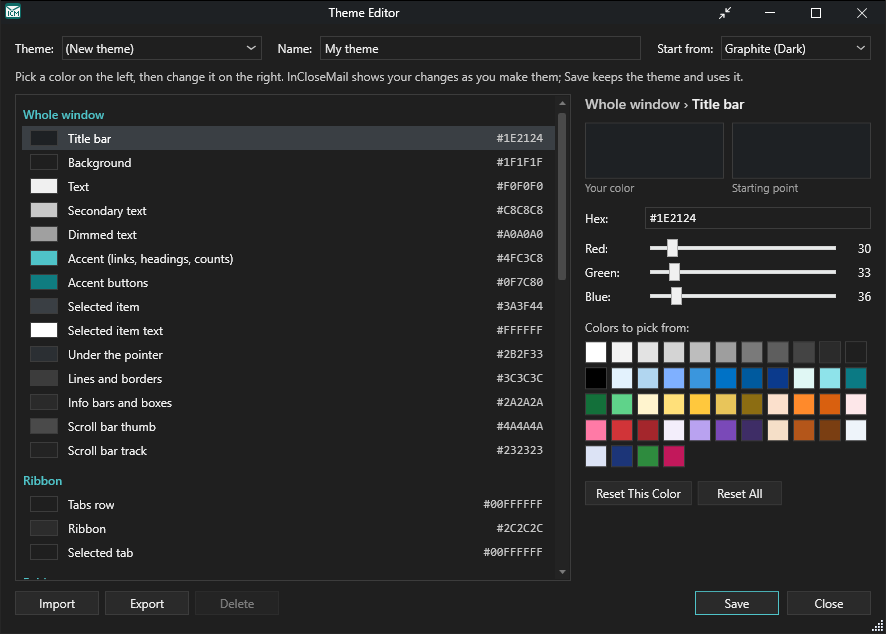 ICM
Theme Editor
Theme: (New theme) Name: My theme Start from: Graphite (Dark)
Pick a color on the left, then change it on the right. InCloseMail shows your changes as you make them; Save keeps the theme and uses it.
Whole window
Title bar #1E2124
Background #1F1F1F
Text #F0F0F0
Secondary text #C8C8C8
Dimmed text #A0A0A0
Accent (links, headings, counts) #4FC3C8
Accent buttons #0F7C80
Selected item #3A3F44
Selected item text #FFFFFF
Under the pointer #2B2F33
Lines and borders #3C3C3C
Info bars and boxes #2A2A2A
Scroll bar thumb #4A4A4A
Scroll bar track #232323
Ribbon
Tabs row #00FFFFFF
Ribbon #2C2C2C
Selected tab #00FFFFFF
Whole window › Title bar
Your color Starting point
Hex: #1E2124
Red: 30
Green: 33
Blue: 36
Colors to pick from:
Reset This Color Reset All
Import Export Delete Save Close